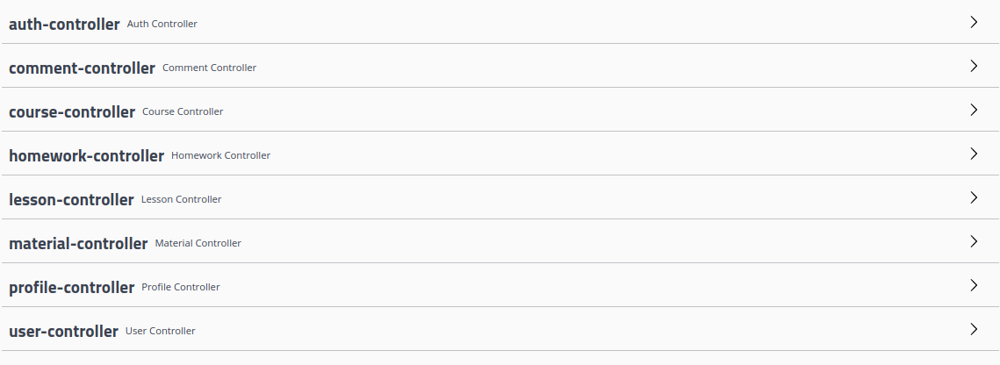 auth-controller Auth Controller
comment-controller Comment Controller
course-controller Course Controller
homework-controller Homework Controller
lesson-controller Lesson Controller
material-controller Material Controller
profile-controller Profile Controller
user-controller User Controller